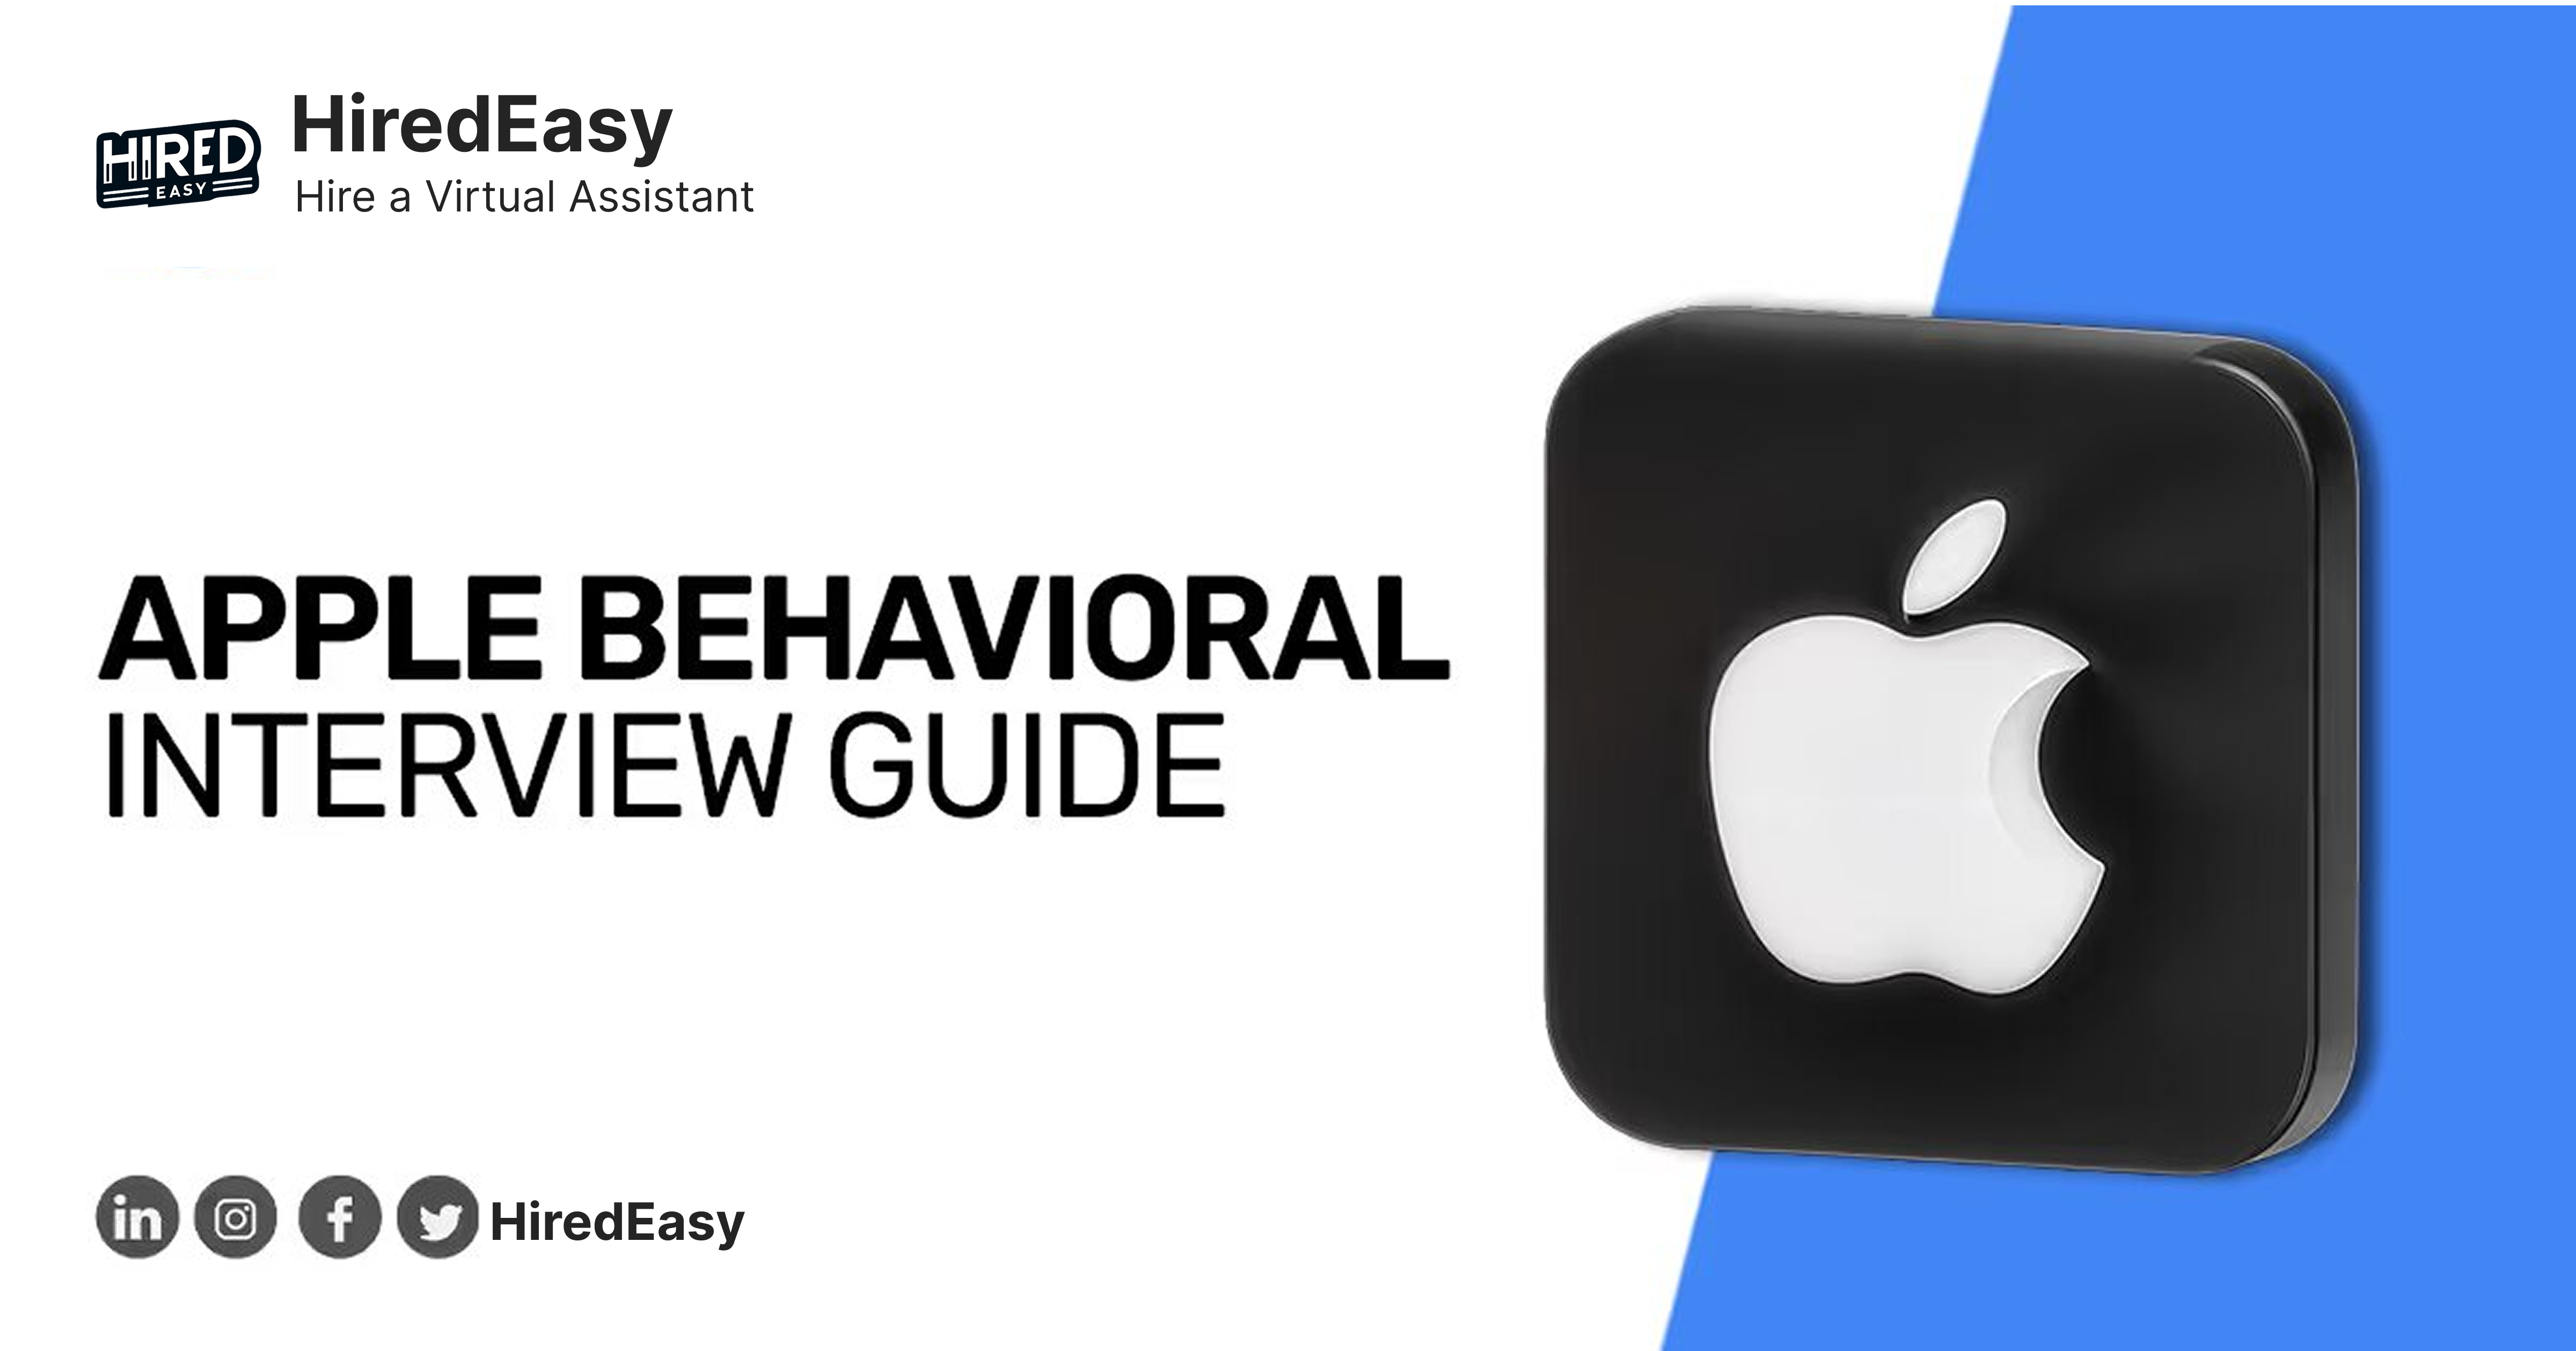 HIRED
EASY
HiredEasy
Hire a Virtual Assistant
APPLE BEHAVIORAL
INTERVIEW GUIDE
in
f
HiredEasy